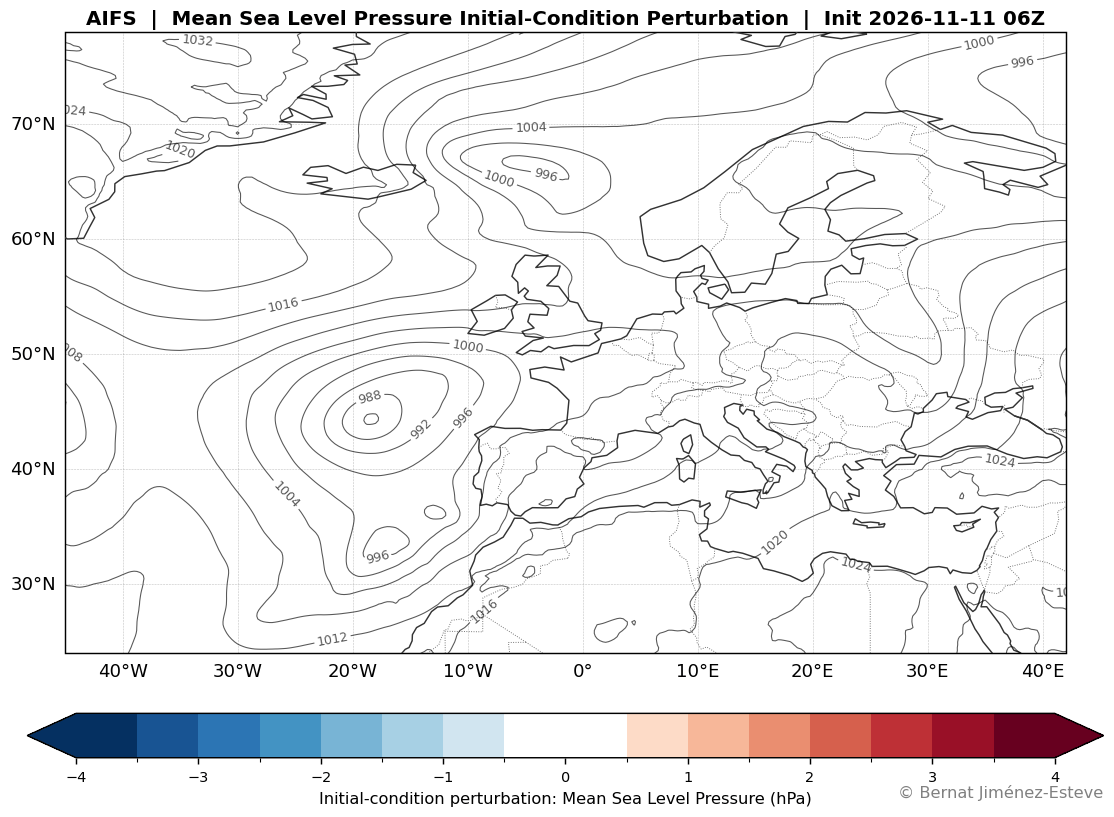 AIFS | Mean Sea Level Pressure Initial-Condition Perturbation | Init 2026-11-11 06Z
1032
1000
996
024
70°N
1004
1020
996
1000
60°N
1016
1000
008
50°N
988
992
996
1024
40°N
1004
1020
996
1024
30°N
10
1016
1012
40°W 30°W 20°W 10°W 0° 10°E 20°E 30°E 40°E
−4 −3 −2 −1 0 1 2 3 4
Initial-condition perturbation: Mean Sea Level Pressure (hPa)
© Bernat Jiménez-Esteve